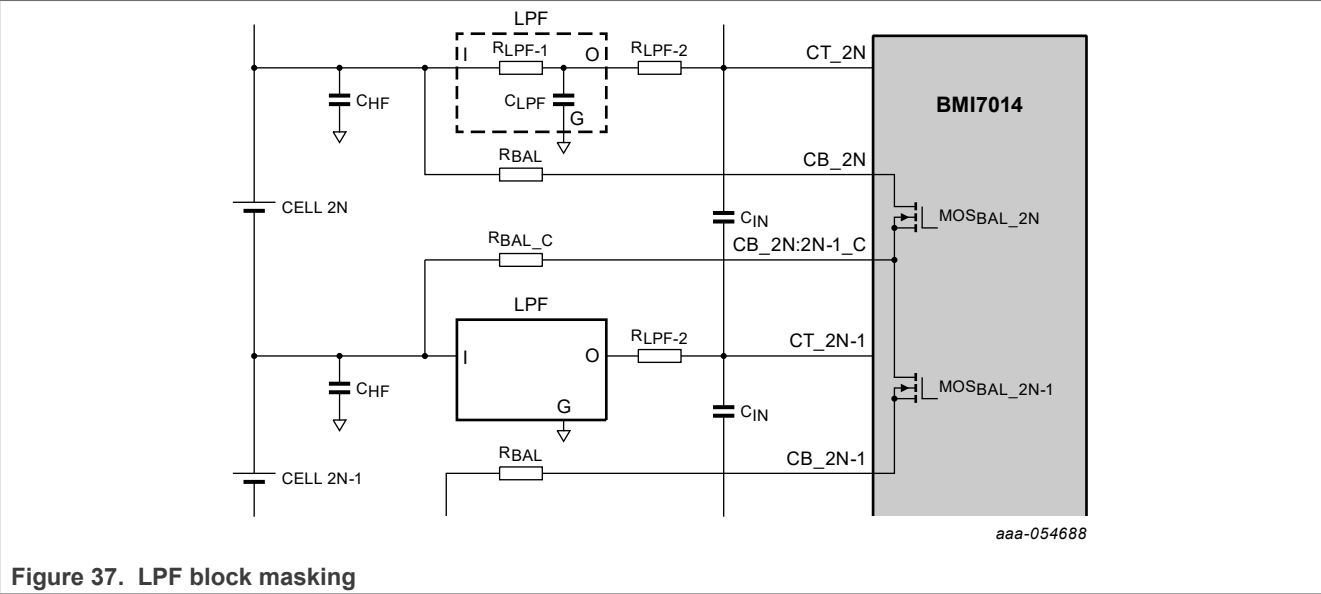 LPF
I RLPF-1 O RLPF-2 CT_2N
CHF CLPF G BMI7014
RBAL CB_2N
CELL 2N CIN MOSBAL_2N
RBAL_C CB_2N:2N-1_C
LPF
I O RLPF-2 CT_2N-1
CHF G CIN MOSBAL_2N-1
RBAL CB_2N-1
CELL 2N-1
aaa-054688
Figure 37. LPF block masking